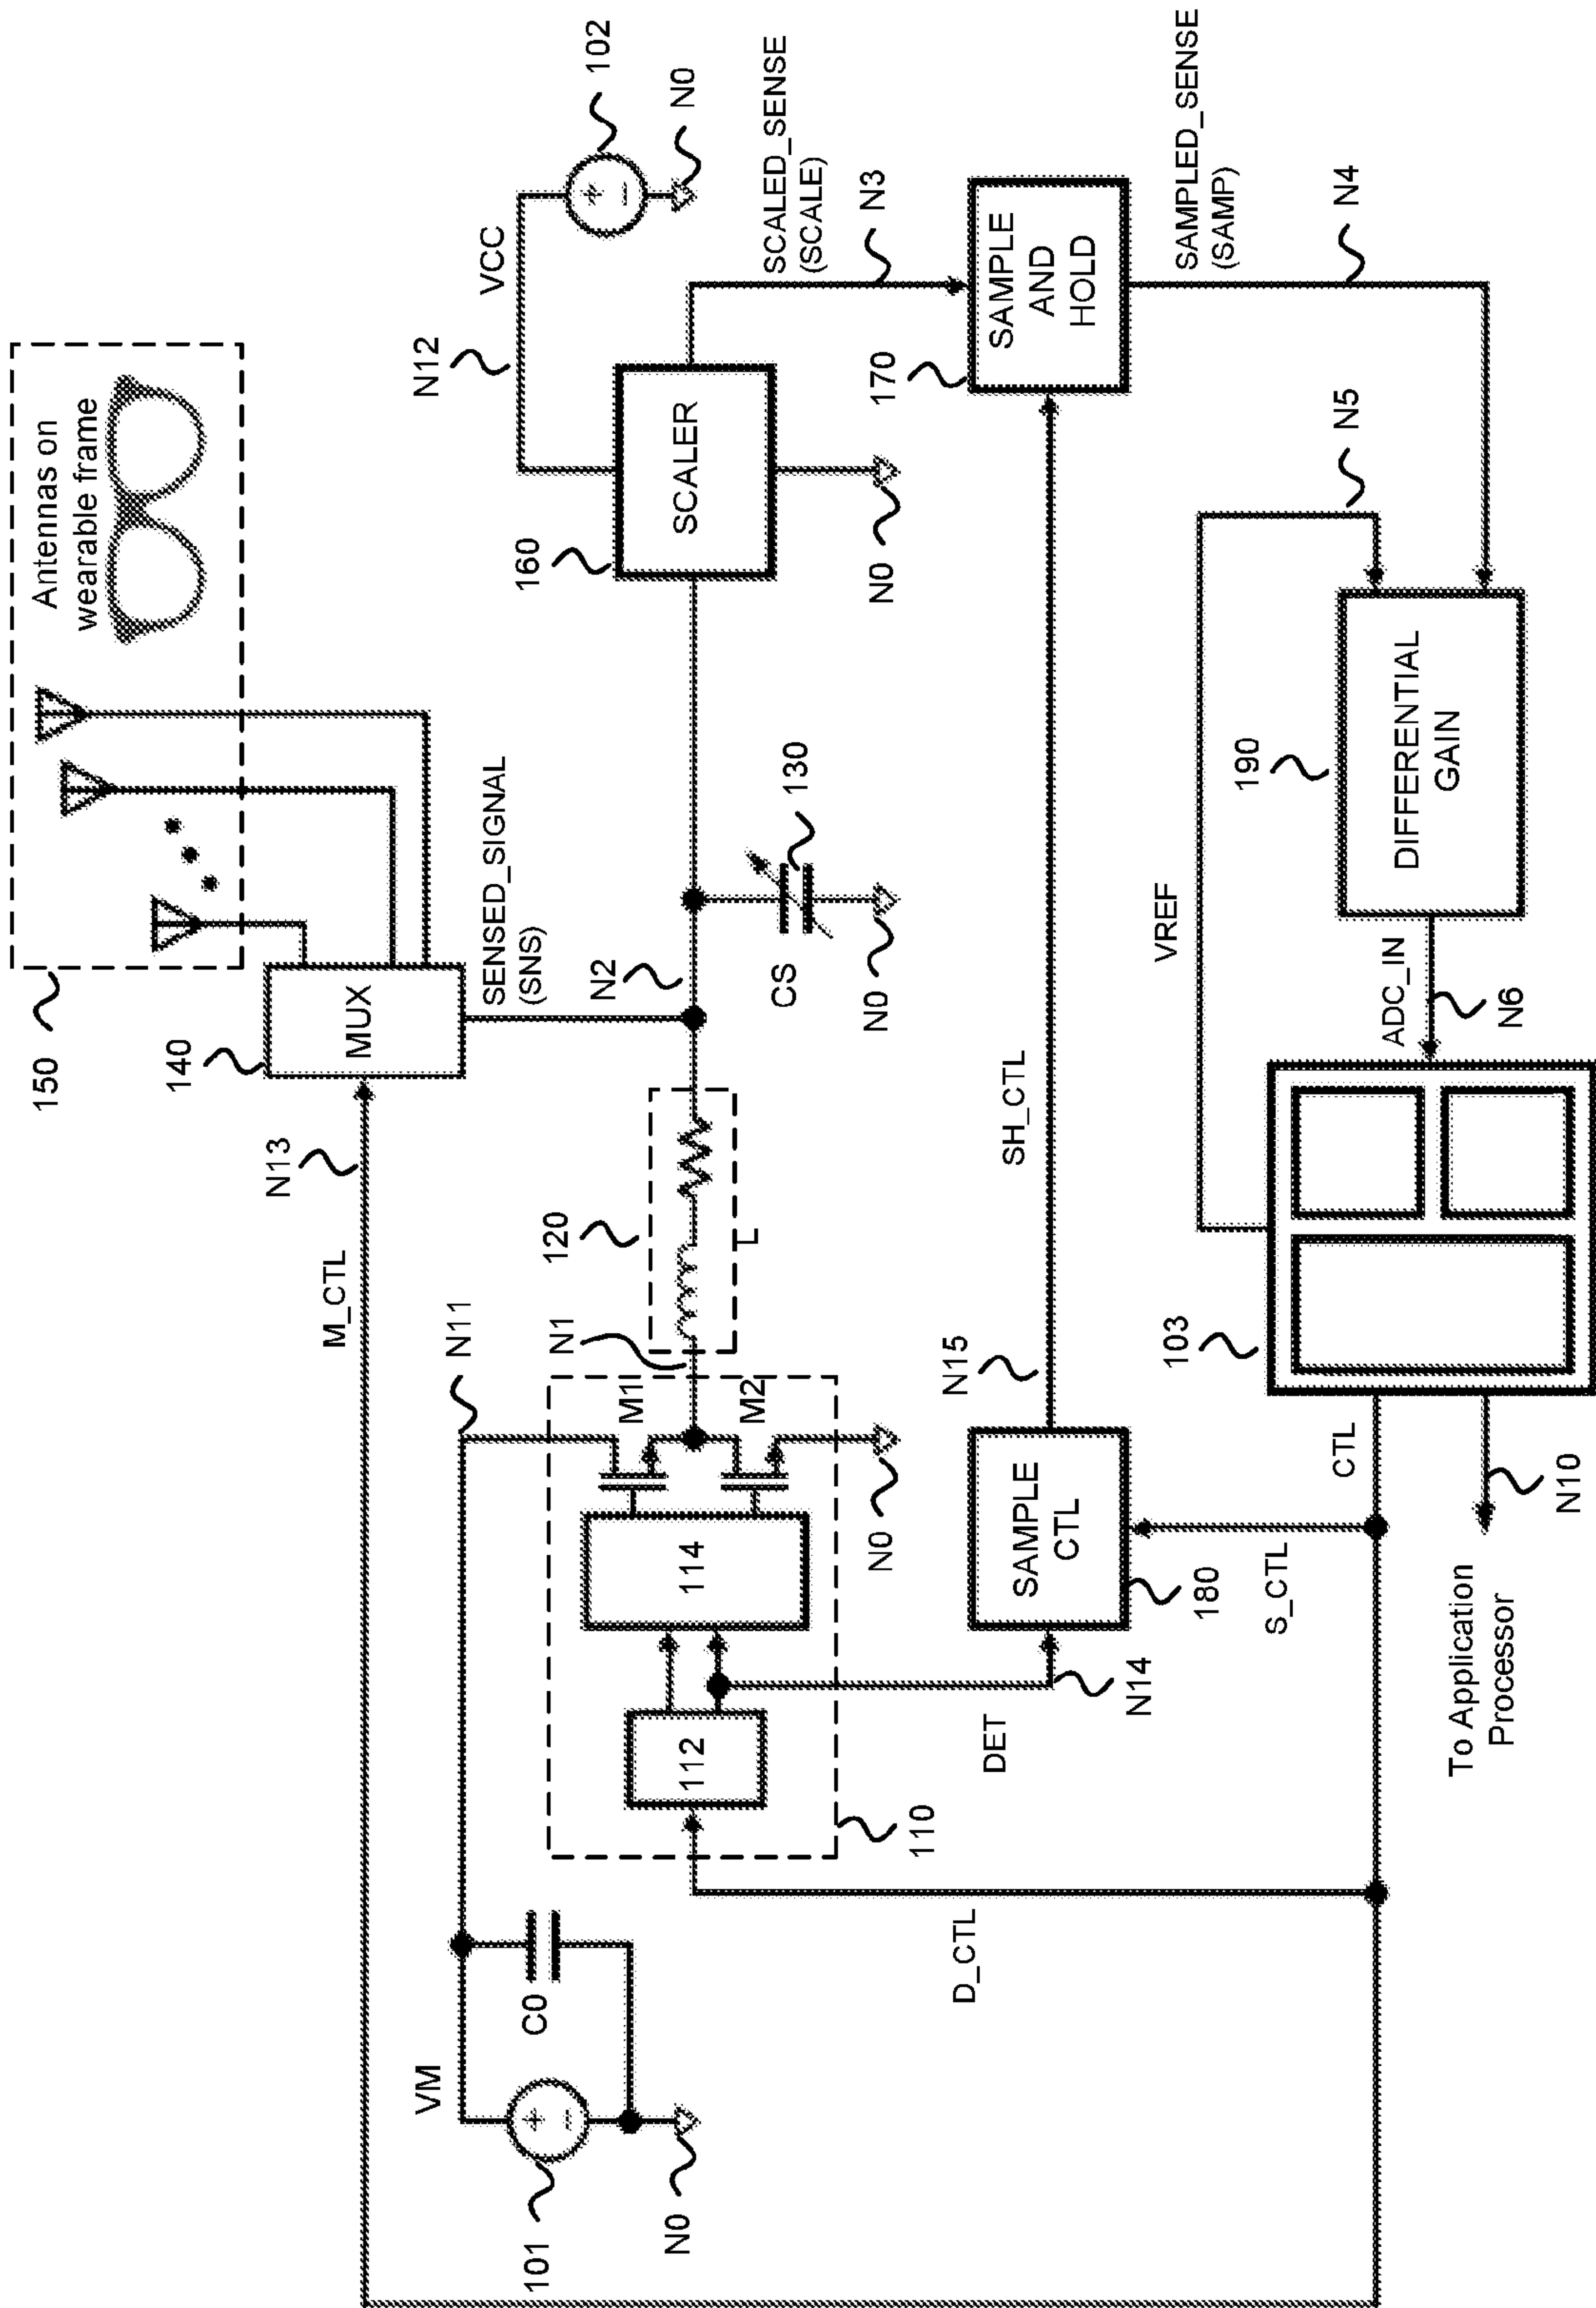 150
Antennas on
wearable frame
140
MUX
N13
M_CTL
SENSED_SIGNAL
(SNS)
VCC
N12
102
N0
VM
N11
N1
120
L
N2
160
SCALER
N0
SCALED_SENSE
(SCALE)
N3
101
N0
C0
112
114
M1
M2
N0
110
CS
130
N0
170
SAMPLE
AND
HOLD
D_CTL
DET
N14
SAMPLE
CTL
180
N15
SH_CTL
SAMPLED_SENSE
(SAMP)
N4
S_CTL
CTL
103
VREF
N5
190
DIFFERENTIAL
GAIN
ADC_IN
N6
To Application
Processor
N10